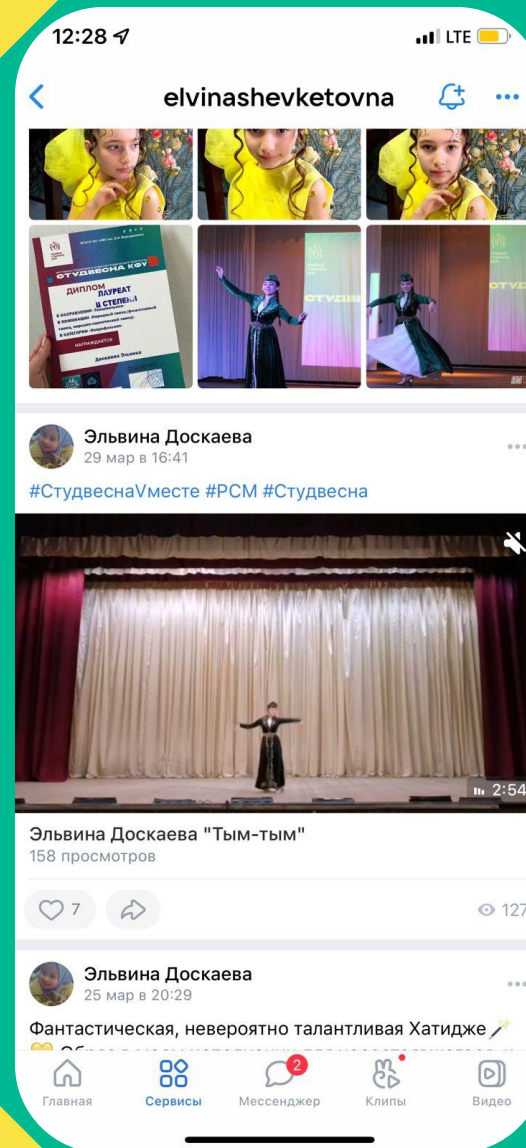 12:28
LTE
elvinashevketovna
СТУДВЕСНА КФУ
ДИПЛОМ
ЛАУРЕАТ
II СТЕПЕНИ
НАГРАЖДАЕТСЯ
Доскаева Эльвина
Эльвина Доскаева
29 мар в 16:41
#СтудвеснаVместе #РСМ #Студвесна
2:54
Эльвина Доскаева "Тым-тым"
158 просмотров
7
127
Эльвина Доскаева
25 мар в 20:29
Фантастическая, невероятно талантливая Хатидже
Главная
Сервисы
2
Мессенджер
Клипы
Видео